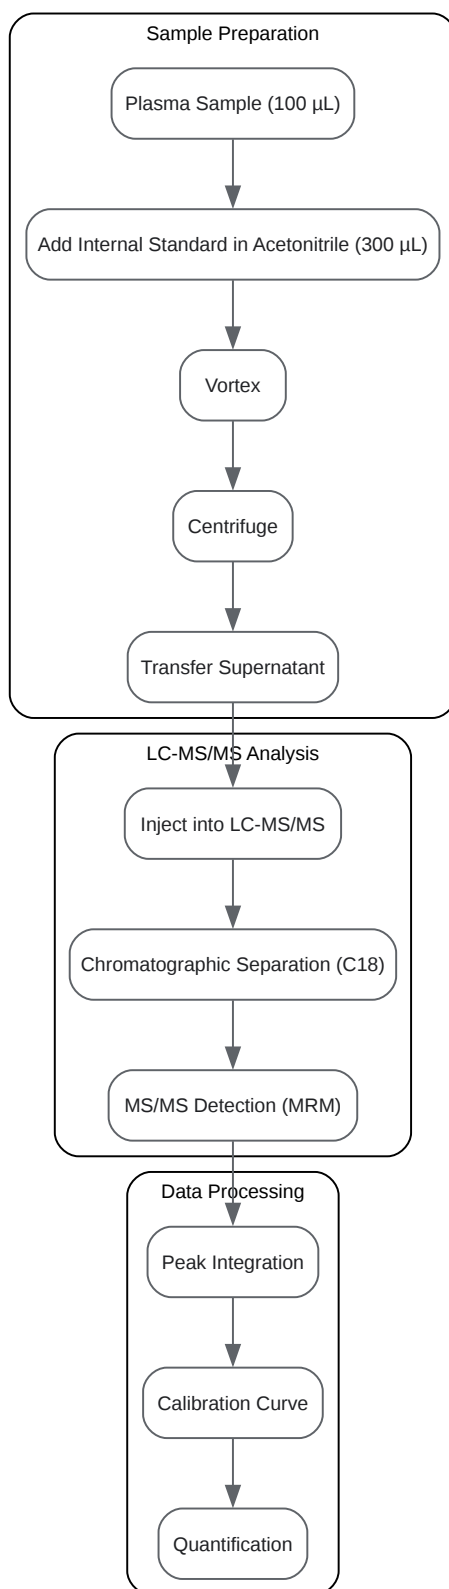 Sample Preparation
Plasma Sample (100 µL)
Add Internal Standard in Acetonitrile (300 µL)
Vortex
Centrifuge
Transfer Supernatant
LC-MS/MS Analysis
Inject into LC-MS/MS
Chromatographic Separation (C18)
MS/MS Detection (MRM)
Data Processing
Peak Integration
Calibration Curve
Quantification